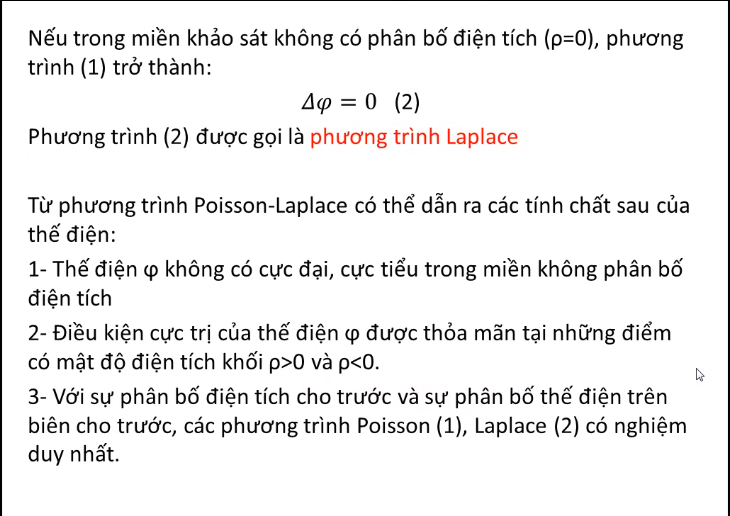 Nếu trong miền khảo sát không có phân bố điện tích (ρ=0), phương
trình (1) trở thành:
Δφ = 0 (2)
Phương trình (2) được gọi là phương trình Laplace
Từ phương trình Poisson-Laplace có thể dẫn ra các tính chất sau của
thế điện:
1- Thế điện φ không có cực đại, cực tiểu trong miền không phân bố
điện tích
2- Điều kiện cực trị của thế điện φ được thỏa mãn tại những điểm
có mật độ điện tích khối ρ>0 và ρ<0.
3- Với sự phân bố điện tích cho trước và sự phân bố thế điện trên
biên cho trước, các phương trình Poisson (1), Laplace (2) có nghiệm
duy nhất.